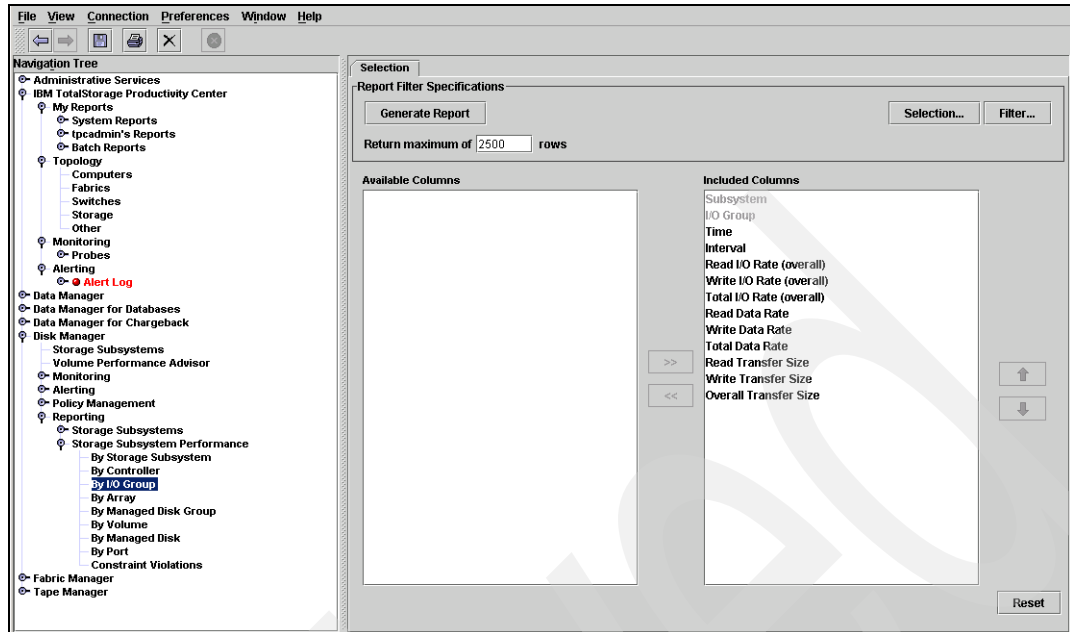 File View Connection Preferences Window Help
Navigation Tree
Administrative Services
IBM TotalStorage Productivity Center
My Reports
System Reports
tpcadmin's Reports
Batch Reports
Topology
Computers
Fabrics
Switches
Storage
Other
Monitoring
Probes
Alerting
Alert Log
Data Manager
Data Manager for Databases
Data Manager for Chargeback
Disk Manager
Storage Subsystems
Volume Performance Advisor
Monitoring
Alerting
Policy Management
Reporting
Storage Subsystems
Storage Subsystem Performance
By Storage Subsystem
By Controller
By I/O Group
By Array
By Managed Disk Group
By Volume
By Managed Disk
By Port
Constraint Violations
Fabric Manager
Tape Manager
Selection
Report Filter Specifications
Generate Report Selection... Filter...
Return maximum of 2500 rows
Available Columns
>>
<<
Included Columns
Subsystem
I/O Group
Time
Interval
Read I/O Rate (overall)
Write I/O Rate (overall)
Total I/O Rate (overall)
Read Data Rate
Write Data Rate
Total Data Rate
Read Transfer Size
Write Transfer Size
Overall Transfer Size
Reset